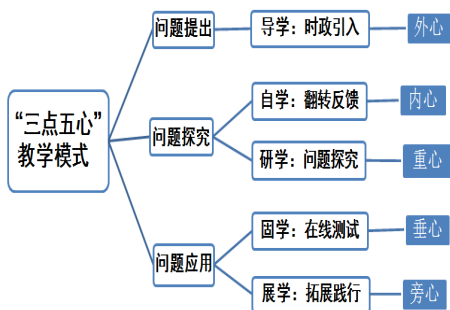 “三点五心”
教学模式
问题提出
导学：时政引入
外心
问题探究
自学：翻转反馈
内心
研学：问题探究
重心
问题应用
固学：在线测试
垂心
展学：拓展践行
旁心